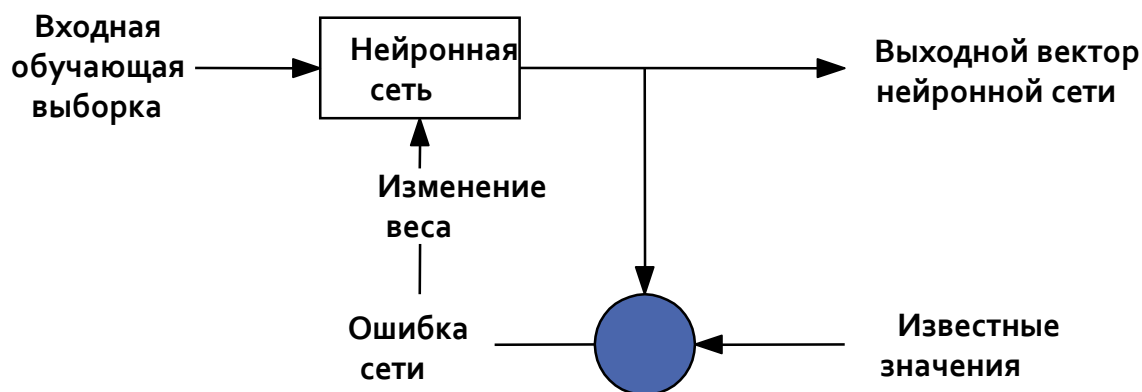 Входная
обучающая
выборка
Нейронная
сеть
Выходной вектор
нейронной сети
Изменение
веса
Ошибка
сети
Известные
значения